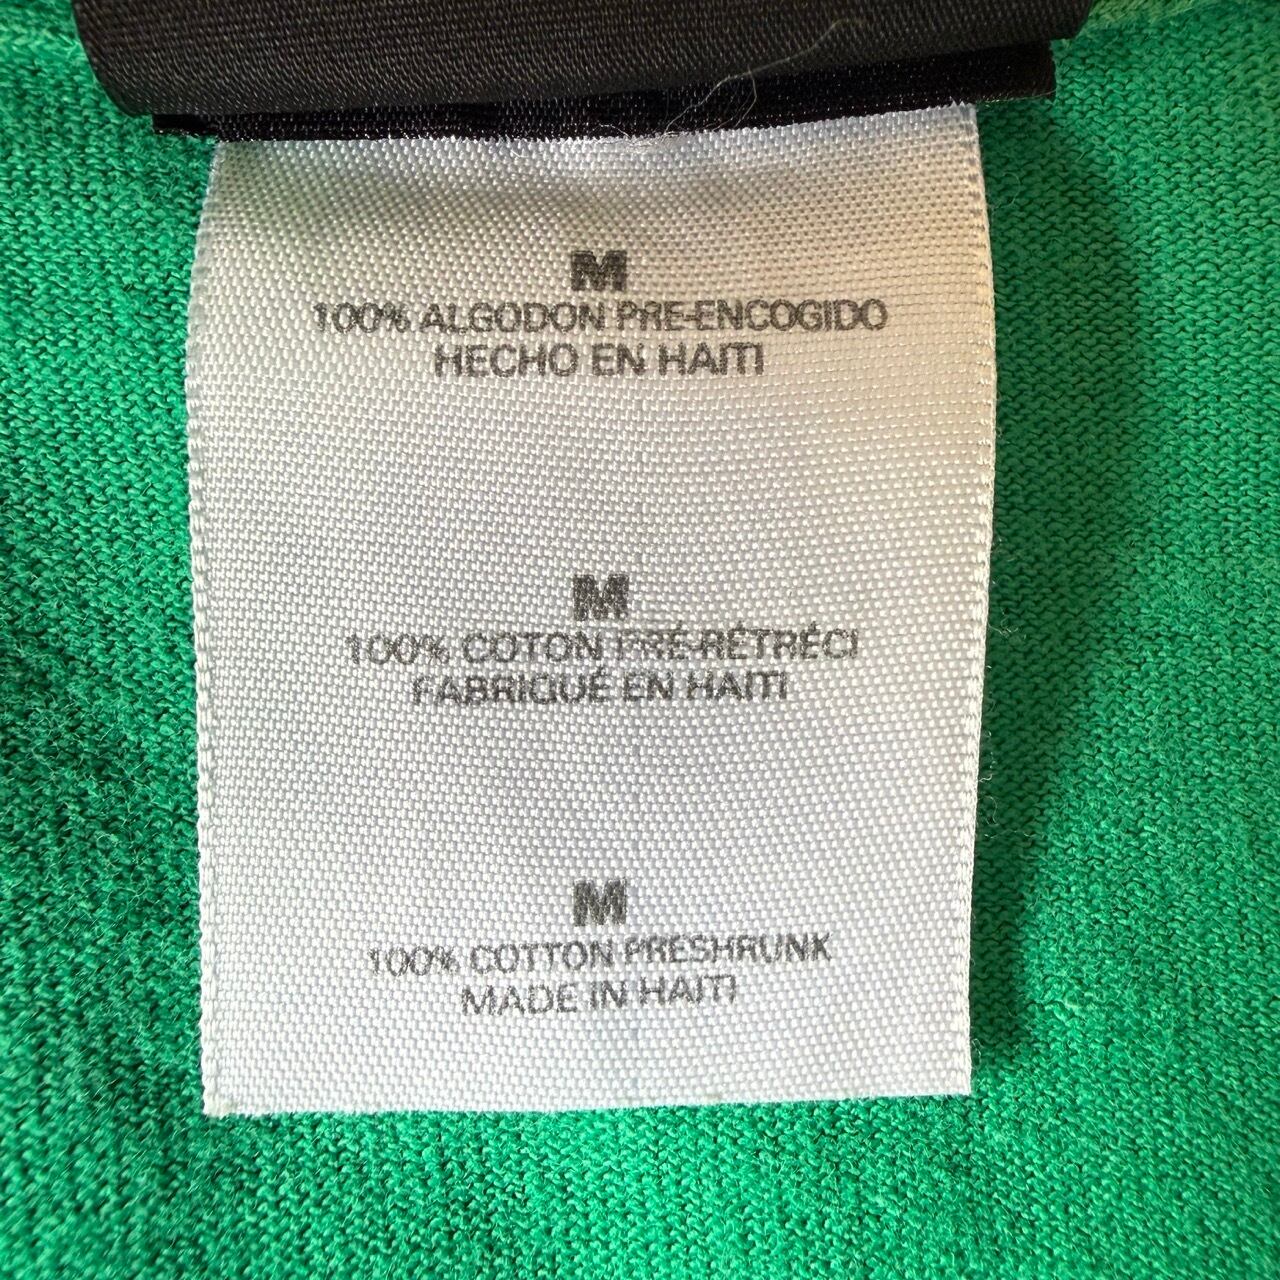 M
100% ALGODON PRE-ENCOGIDO
HECHO EN HAITI
M
100% COTON PRÉ-RÉTRÉCI
FABRIQUÉ EN HAITI
M
100% COTTON PRESHRUNK
MADE IN HAITI